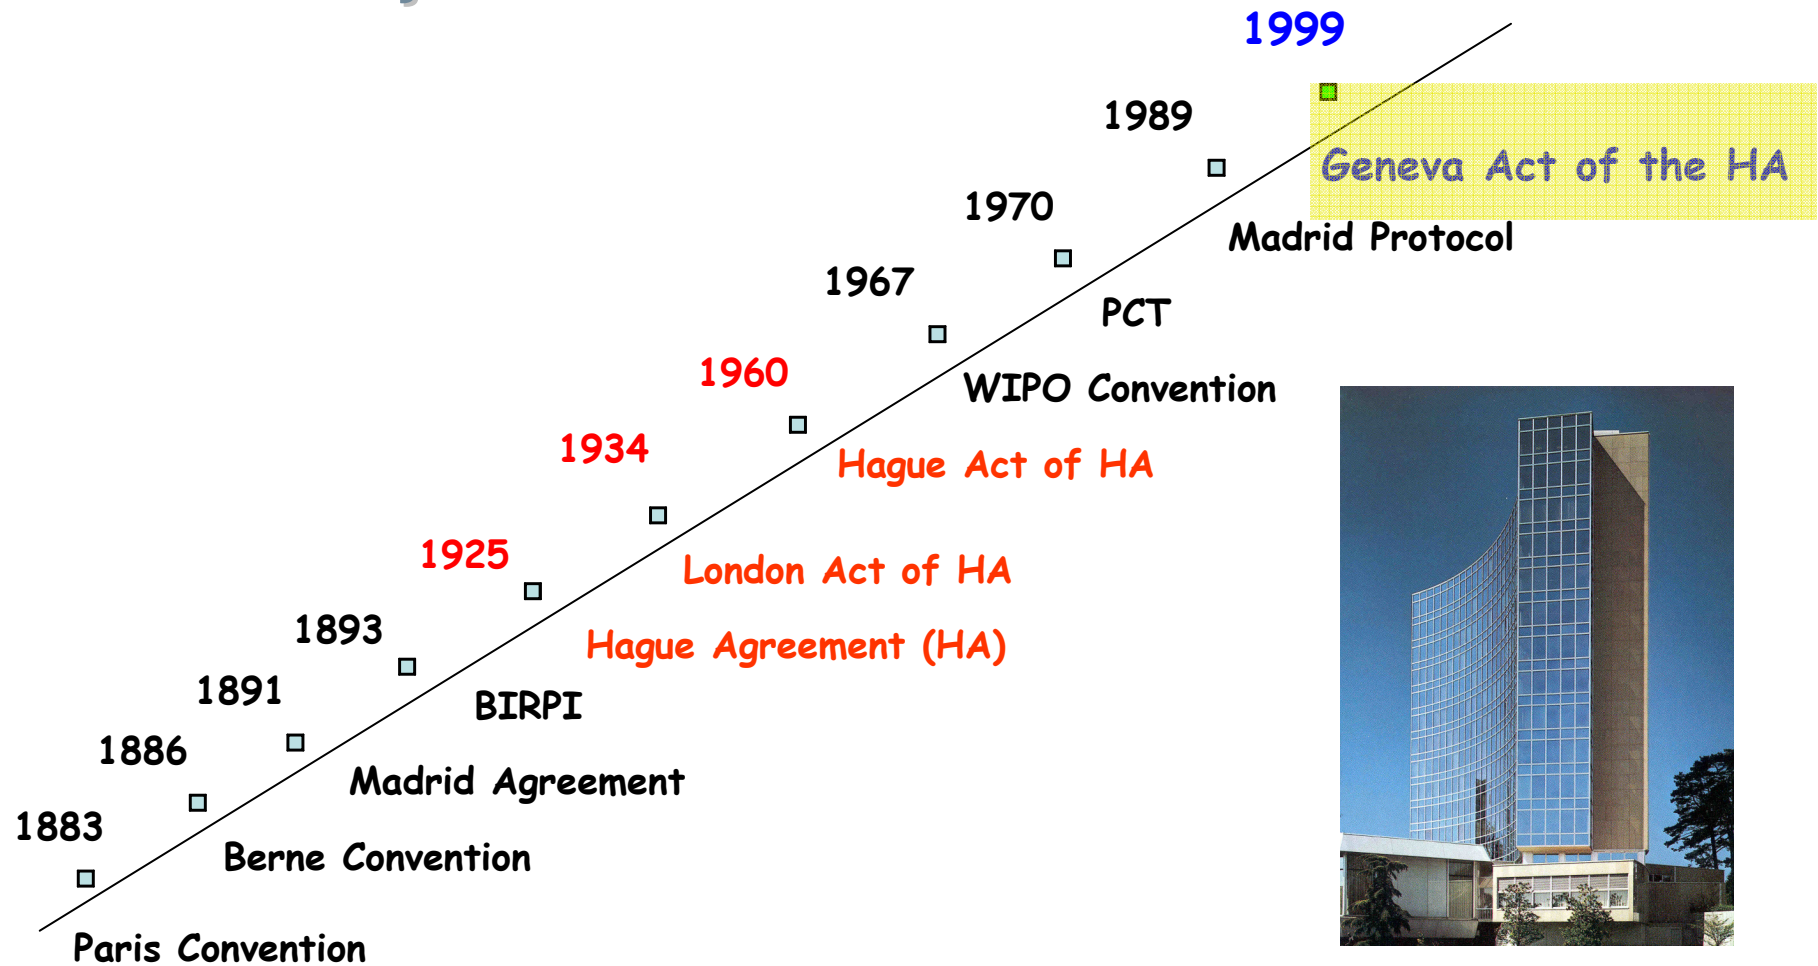 1999
1989
Geneva Act of the HA
1970
Madrid Protocol
1967
PCT
1960
WIPO Convention
1934
Hague Act of HA
1925
London Act of HA
1893
Hague Agreement (HA)
1891
BIRPI
1886
Madrid Agreement
1883
Berne Convention
Paris Convention